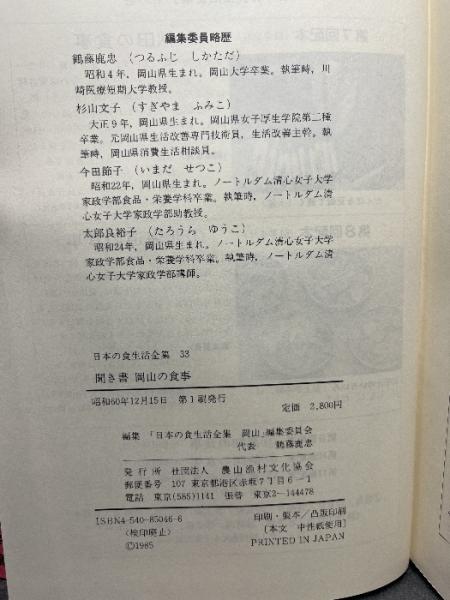 編集委員略歴
鶴藤鹿忠 (つるふじ しかただ)
昭和4年，岡山県生まれ。岡山大学卒業。執筆時，川
崎医療短期大学教授。
杉山文子 (すぎやま ふみこ)
大正9年，岡山県生まれ。岡山県女子厚生学院第二種
卒業。元岡山県生活改善専門技術員，生活改善主幹。執
筆時，岡山県消費生活相談員。
今田節子 (いまだ せつこ)
昭和22年，岡山県生まれ。ノートルダム清心女子大学
家政学部食品・栄養学科卒業。執筆時，ノートルダム清
心女子大学家政学部助教授。
太郎良裕子 (たろうら ゆうこ)
昭和24年，岡山県生まれ。ノートルダム清心女子大学
家政学部食品・栄養学科卒業。執筆時，ノートルダム清
心女子大学家政学部講師。
日本の食生活全集 33
聞き書 岡山の食事
昭和60年12月15日 第1刷発行
定価 2,800円
編集 「日本の食生活全集 岡山」編集委員会
代表 鶴藤鹿忠
発行所 社団法人 農山漁村文化協会
郵便番号 107 東京都港区赤坂7丁目6－1
電話 東京(585)1141 振替 東京2－144478
ISBN4-540-85046-6
印刷・製本／凸版印刷
(検印廃止)
[本文 中性紙使用]
©1985
PRINTED IN JAPAN